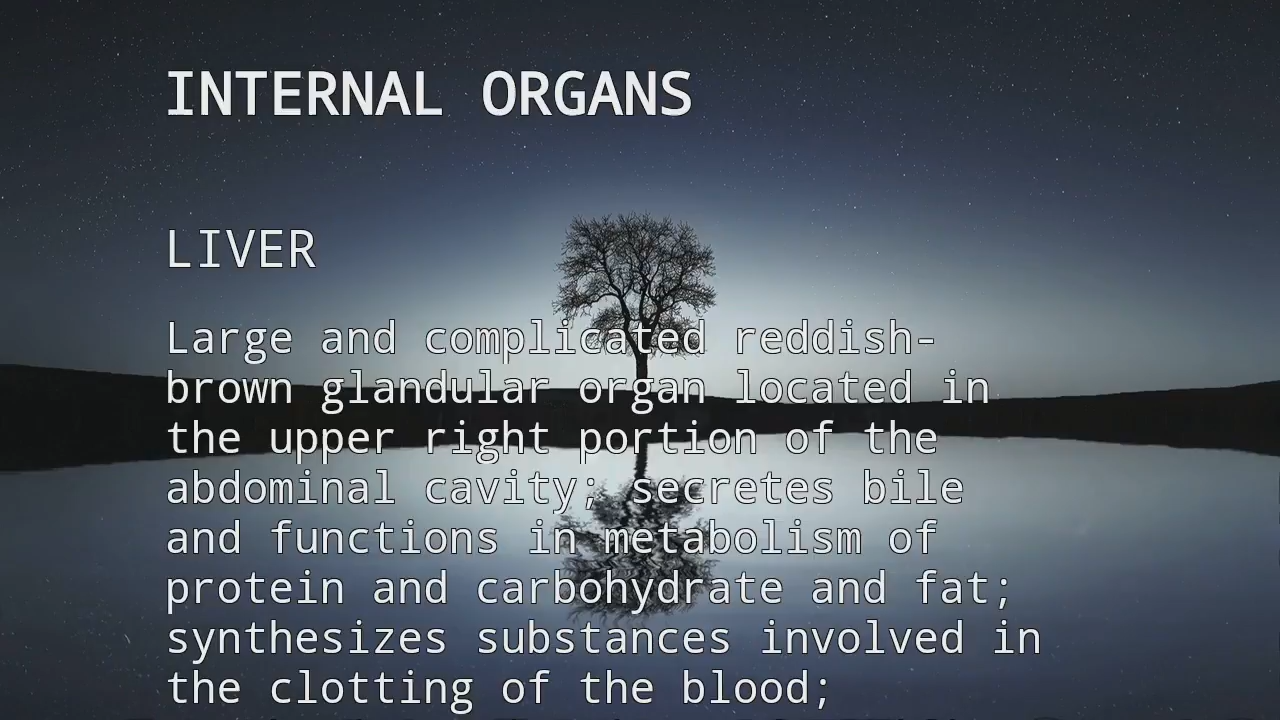 INTERNAL ORGANS
LIVER
Large and complicated reddish-
brown glandular organ located in
the upper right portion of the
abdominal cavity; secretes bile
and functions in metabolism of
protein and carbohydrate and fat;
synthesizes substances involved in
the clotting of the blood;